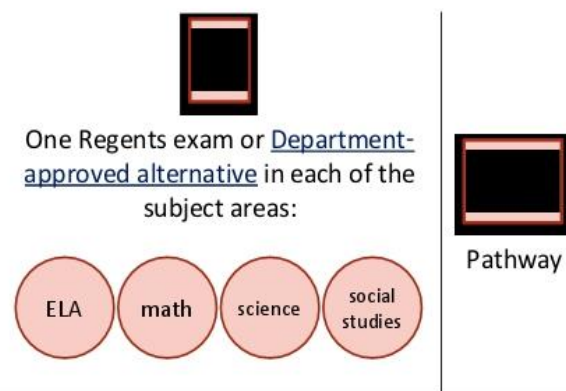 One Regents exam or Department-
approved alternative in each of the
subject areas:
ELA
math
science
social
studies
Pathway